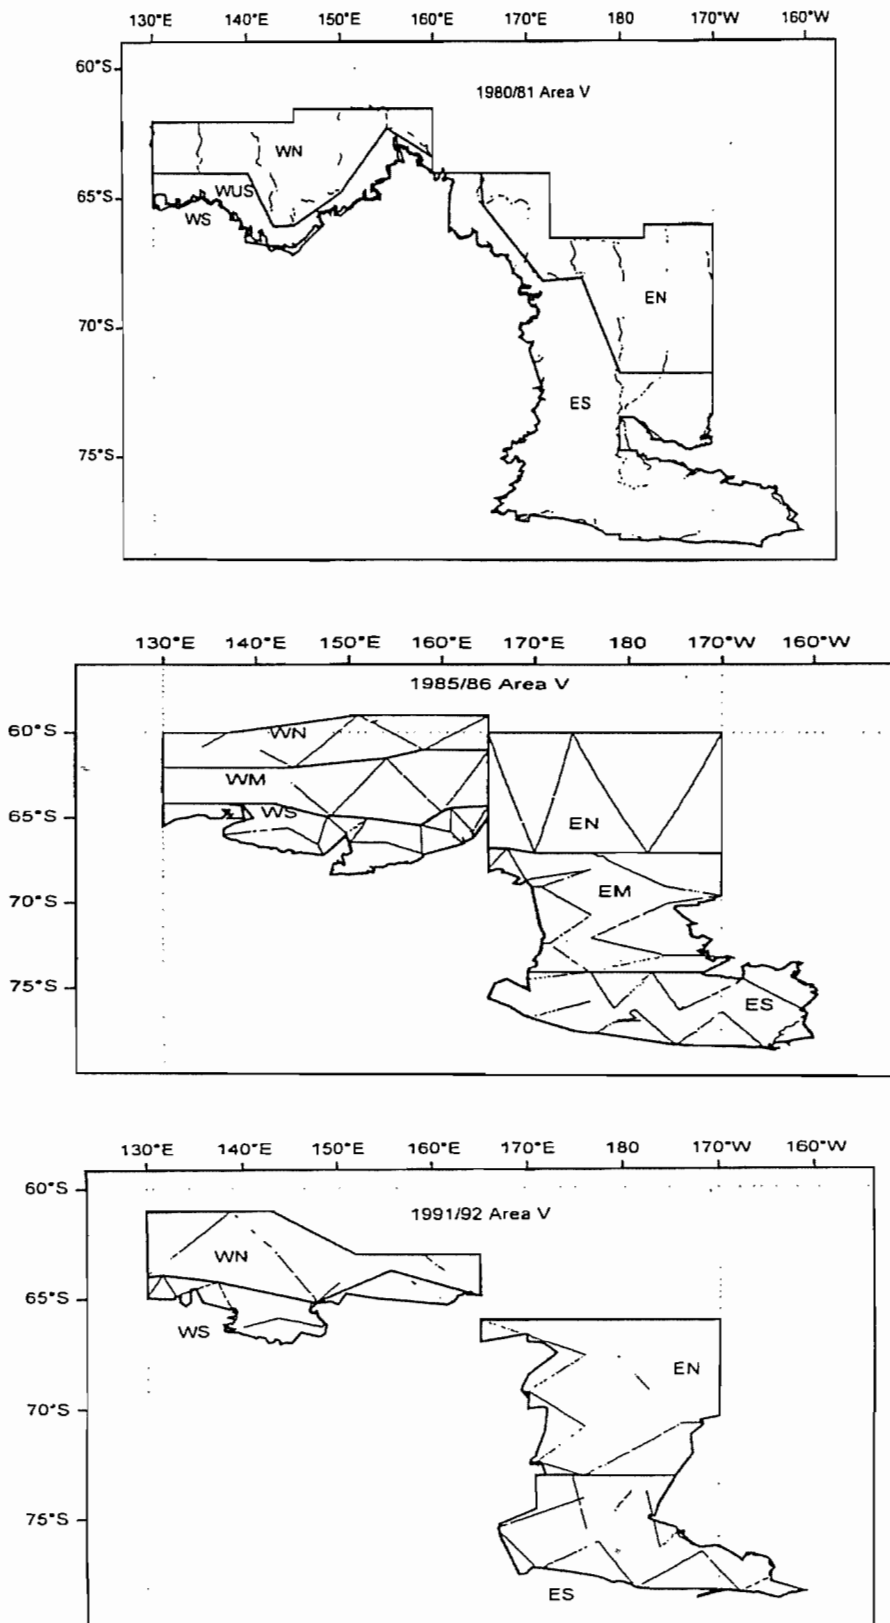 130°E 140°E 150°E 160°E 170°E 180 170°W 160°W
60°S
1980/81 Area V
WN
WUS
65°S
WS
EN
70°S
ES
75°S
130°E 140°E 150°E 160°E 170°E 180 170°W 160°W
1985/86 Area V
60°S
WN
WM
WS
65°S
EN
EM
70°S
75°S
ES
130°E 140°E 150°E 160°E 170°E 180 170°W 160°W
60°S
1991/92 Area V
WN
65°S
WS
EN
70°S
75°S
ES